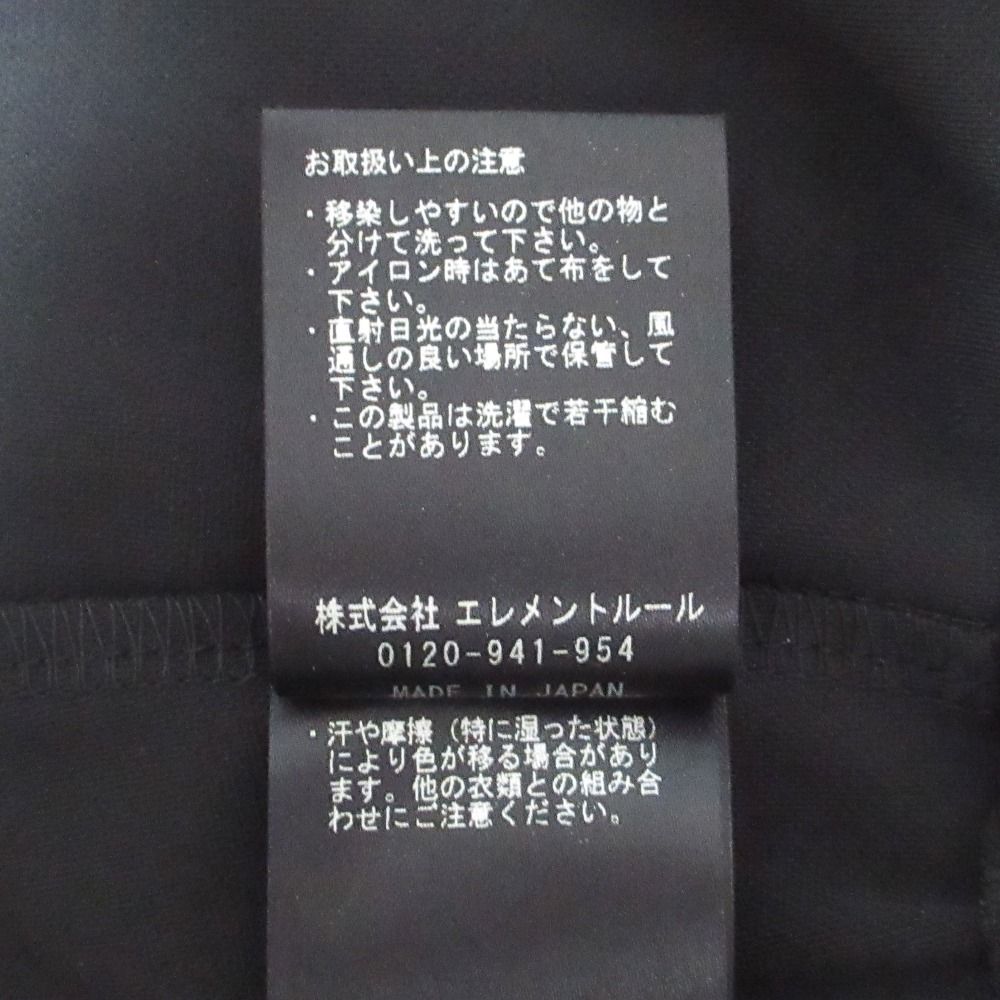 お取扱い上の注意
・移染しやすいので他の物と
分けて洗って下さい。
・アイロン時はあて布をして
下さい。
・直射日光の当たらない、風
通しの良い場所で保管して
下さい。
・この製品は洗濯で若干縮む
ことがあります。
株式会社 エレメントルール
0120-941-954
MADE IN JAPAN
・汗や摩擦（特に湿った状態）
により色が移る場合があり
ます。他の衣類との組み合
わせにご注意ください。